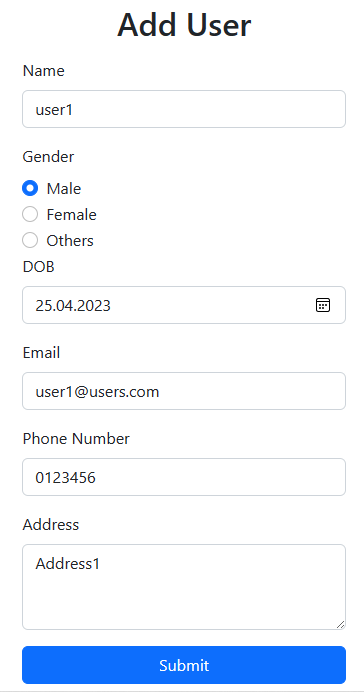 Add User
Name
user1
Gender
Male
Female
Others
DOB
25.04.2023
Email
user1@users.com
Phone Number
0123456
Address
Address1
Submit